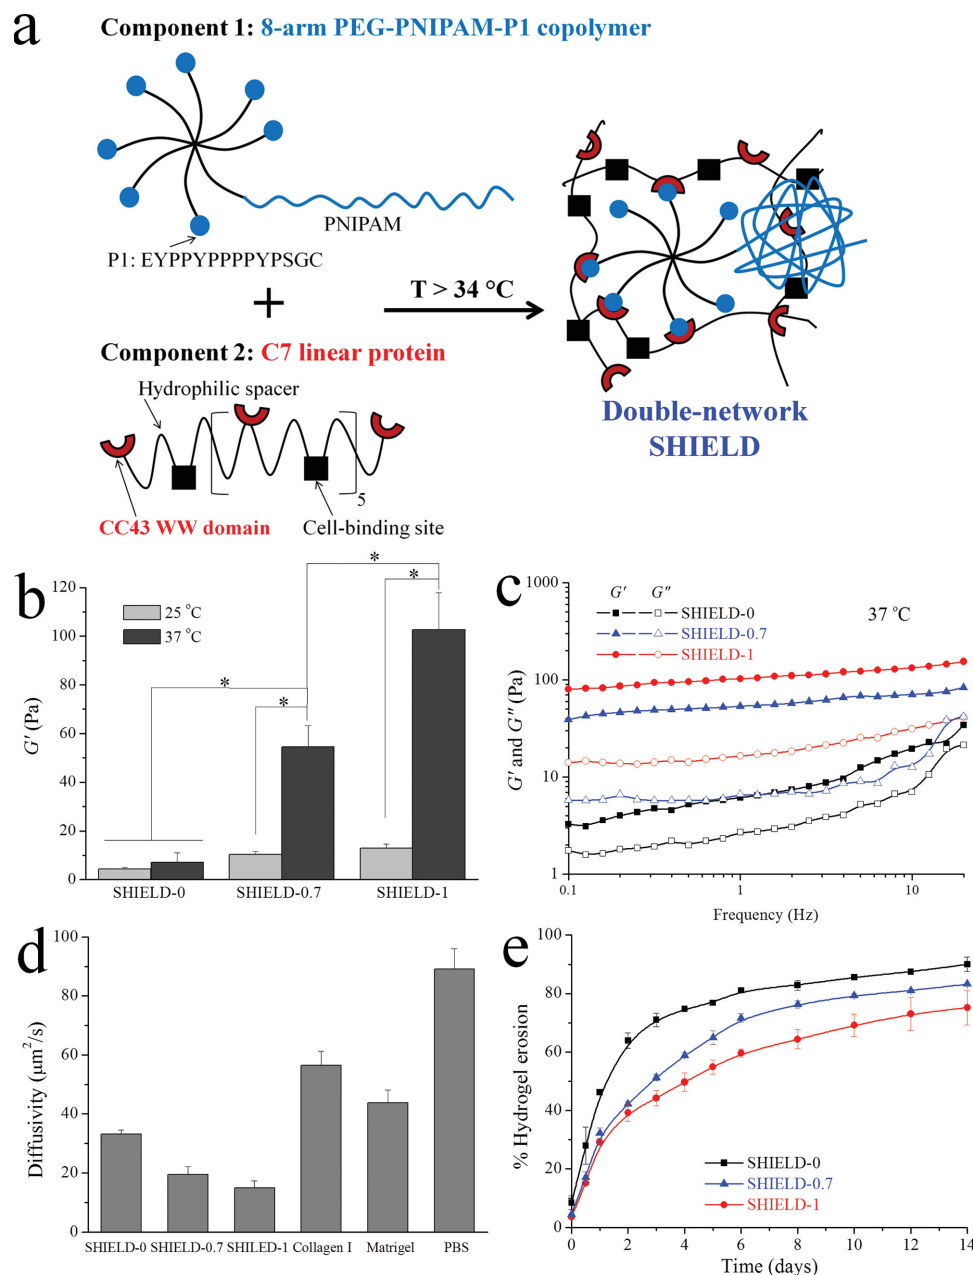 a
Component 1: 8-arm PEG-PNIPAM-P1 copolymer
PNIPAM
P1: EYPPYPPPPYPSGC
+
T > 34 °C
Component 2: C7 linear protein
Hydrophilic spacer
5
CC43 WW domain
Cell-binding site
Double-network
SHIELD
b
120
100
80
60
40
20
0
G' (Pa)
25 °C
37 °C
*
*
*
*
SHIELD-0
SHIELD-0.7
SHIELD-1
c
1000
100
10
1
G' and G″ (Pa)
G' G″
SHIELD-0
SHIELD-0.7
SHIELD-1
37 °C
0.1
1
10
Frequency (Hz)
d
100
80
60
40
20
0
Diffusivity (μm²/s)
SHIELD-0 SHIELD-0.7 SHILED-1 Collagen I Matrigel PBS
e
100
80
60
40
20
0
% Hydrogel erosion
SHIELD-0
SHIELD-0.7
SHIELD-1
0 2 4 6 8 10 12 14
Time (days)